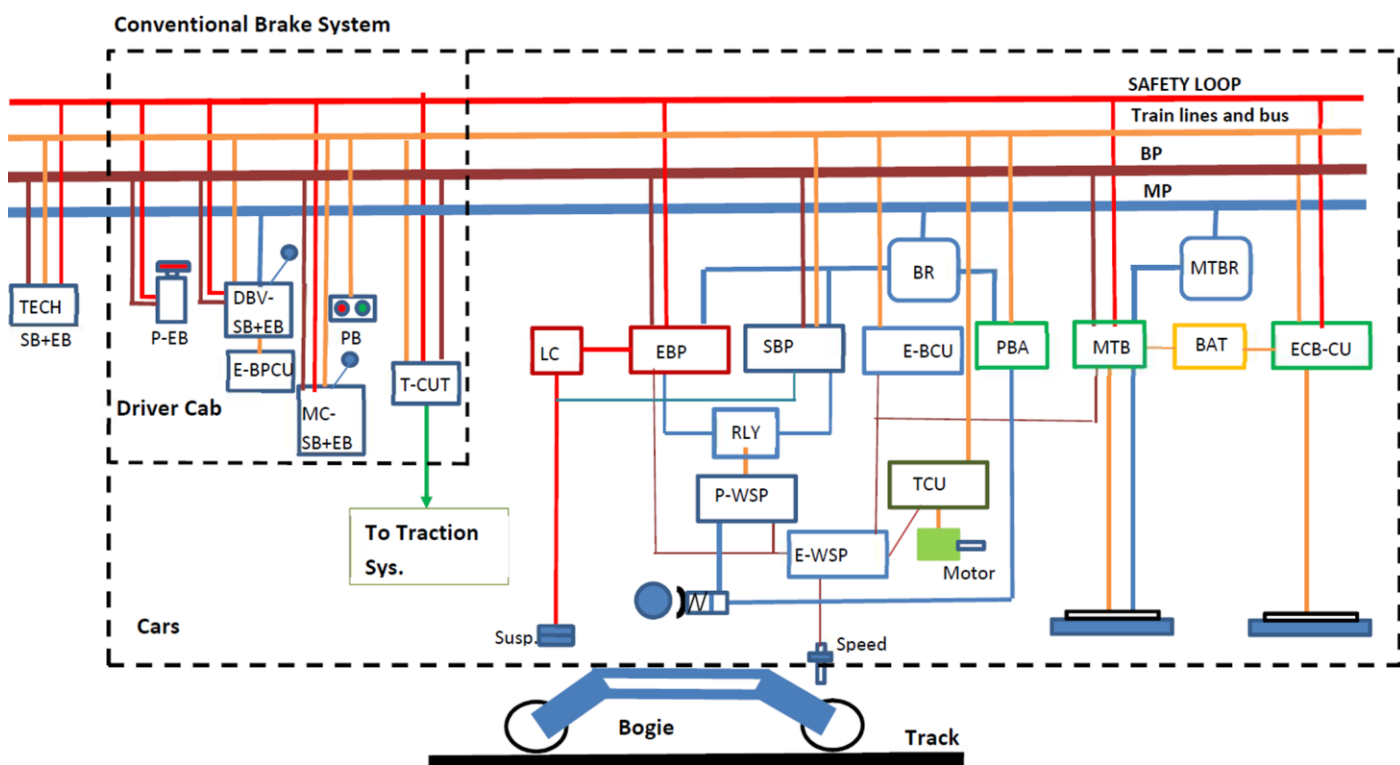 Conventional Brake System
SAFETY LOOP
Train lines and bus
BP
MP
TECH
SB+EB
P-EB
DBV-
SB+EB
E-BPCU
PB
MC-
SB+EB
T-CUT
Driver Cab
To Traction
Sys.
Cars
BR
MTBR
LC
EBP
SBP
E-BCU
PBA
MTB
BAT
ECB-CU
RLY
P-WSP
TCU
E-WSP
Motor
Susp.
Speed
Bogie
Track